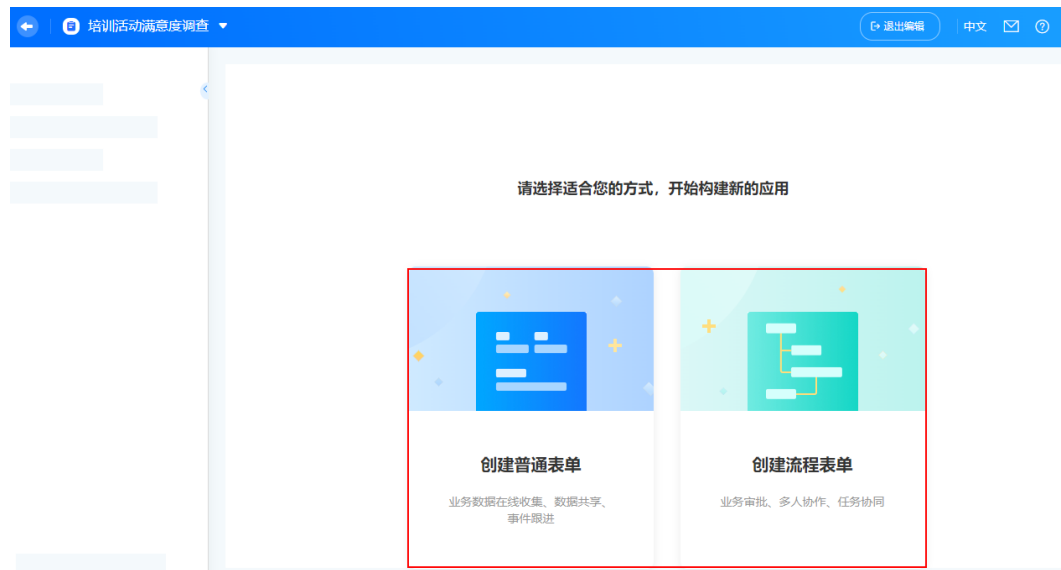 培训活动满意度调查
退出编辑
中文
请选择适合您的方式，开始构建新的应用
创建普通表单
创建流程表单
业务数据在线收集、数据共享、
事件跟进
业务审批、多人协作、任务协同